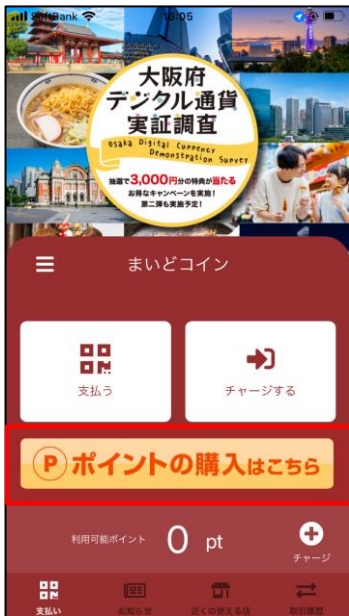 SoftBank 16:05
大阪府
デジタル通貨
実証調査
Osaka Digital Currency
Demonstration Survey
抽選で3,000円分の特典が当たる
お得なキャンペーンを実施!
第二弾も実施予定!
まいどコイン
支払う
チャージする
Pポイントの購入はこちら
利用可能ポイント 0 pt
チャージ
支払い お知らせ 近くの使える店 取引履歴